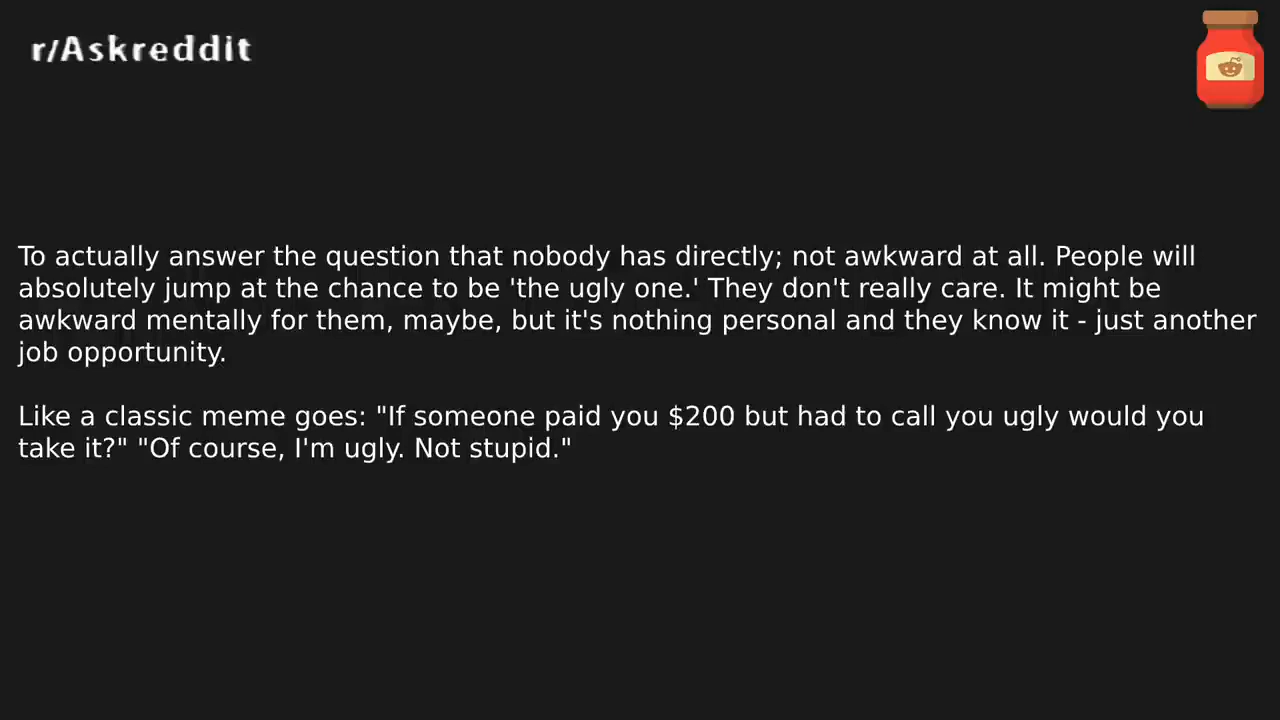 r/Askreddit
To actually answer the question that nobody has directly; not awkward at all. People will
absolutely jump at the chance to be 'the ugly one.' They don't really care. It might be
awkward mentally for them, maybe, but it's nothing personal and they know it - just another
job opportunity.
Like a classic meme goes: "If someone paid you $200 but had to call you ugly would you
take it?" "Of course, I'm ugly. Not stupid."